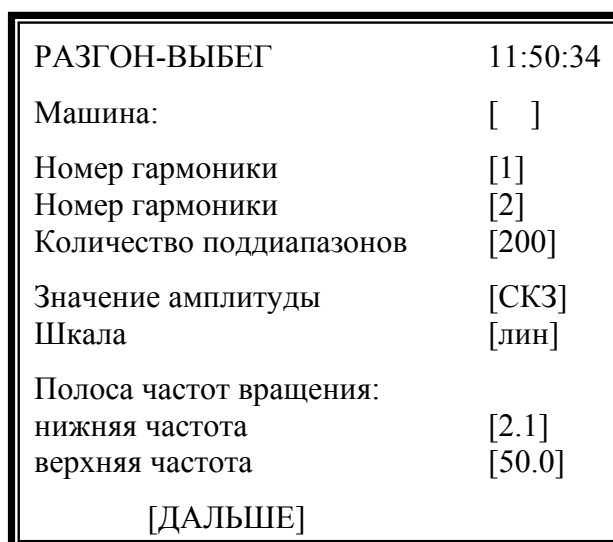 РАЗГОН-ВЫБЕГ 11:50:34
Машина: [ ]
Номер гармоники [1]
Номер гармоники [2]
Количество поддиапазонов [200]
Значение амплитуды [СКЗ]
Шкала [лин]
Полоса частот вращения:
нижняя частота [2.1]
верхняя частота [50.0]
[ДАЛЬШЕ]